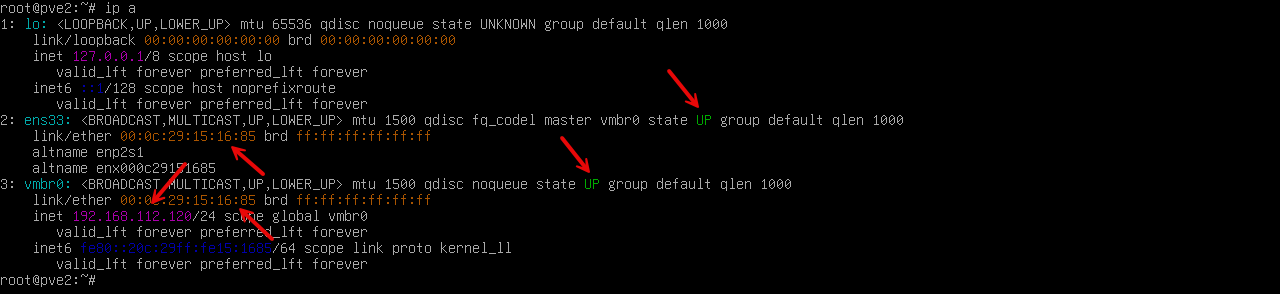 root@pve2:~# ip a
1: lo: <LOOPBACK,UP,LOWER_UP> mtu 65536 qdisc noqueue state UNKNOWN group default qlen 1000
link/loopback 00:00:00:00:00:00 brd 00:00:00:00:00:00
inet 127.0.0.1/8 scope host lo
valid_lft forever preferred_lft forever
inet6 ::1/128 scope host noprefixroute
valid_lft forever preferred_lft forever
2: ens33: <BROADCAST,MULTICAST,UP,LOWER_UP> mtu 1500 qdisc fq_codel master vmbr0 state UP group default qlen 1000
link/ether 00:0c:29:15:16:85 brd ff:ff:ff:ff:ff:ff
altname enp2s1
altname enx000c29151685
3: vmbr0: <BROADCAST,MULTICAST,UP,LOWER_UP> mtu 1500 qdisc noqueue state UP group default qlen 1000
link/ether 00:0c:29:15:16:85 brd ff:ff:ff:ff:ff:ff
inet 192.168.112.120/24 scope global vmbr0
valid_lft forever preferred_lft forever
inet6 fe80::20c:29ff:fe15:1685/64 scope link proto kernel_ll
valid_lft forever preferred_lft forever
root@pve2:~#